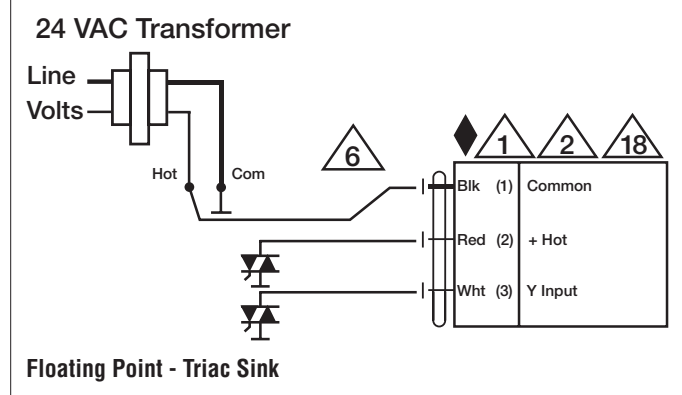 24 VAC Transformer
Line
Volts
Hot
Com
6
1
2
18
Blk (1) Common
Red (2) + Hot
Wht (3) Y Input
Floating Point - Triac Sink